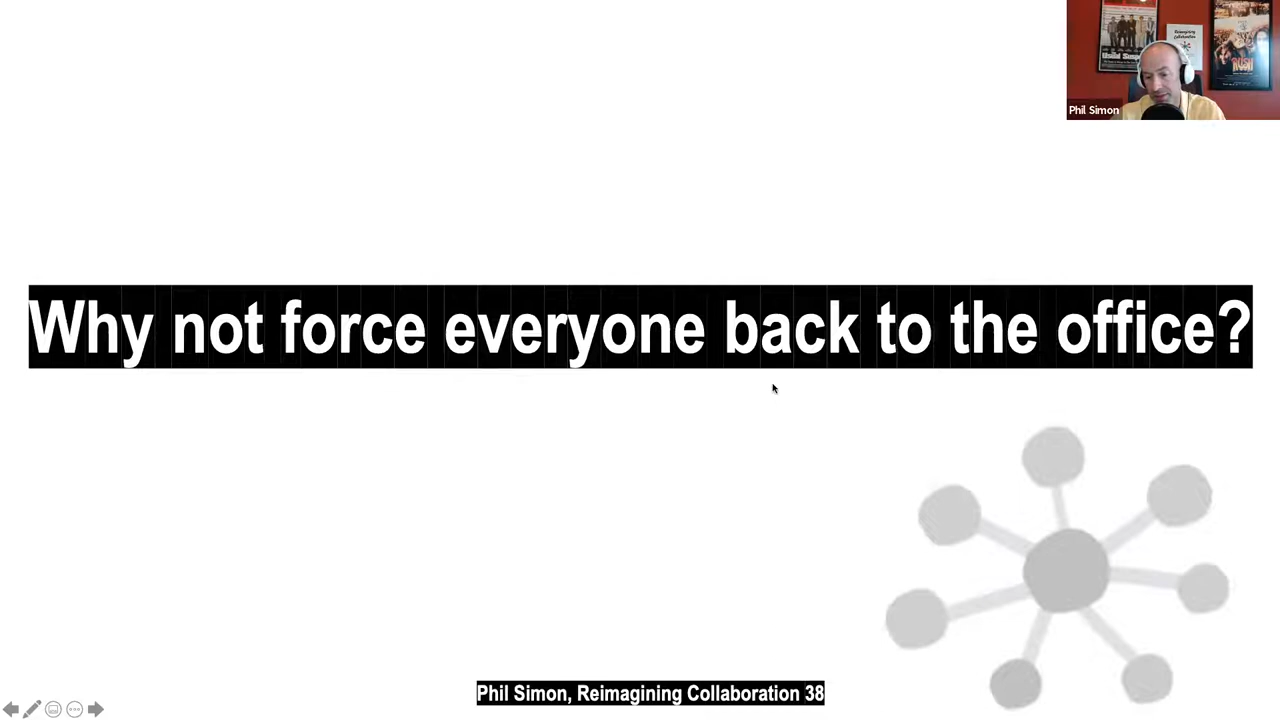 Phil Simon
Why not force everyone back to the office?
Phil Simon, Reimagining Collaboration 38